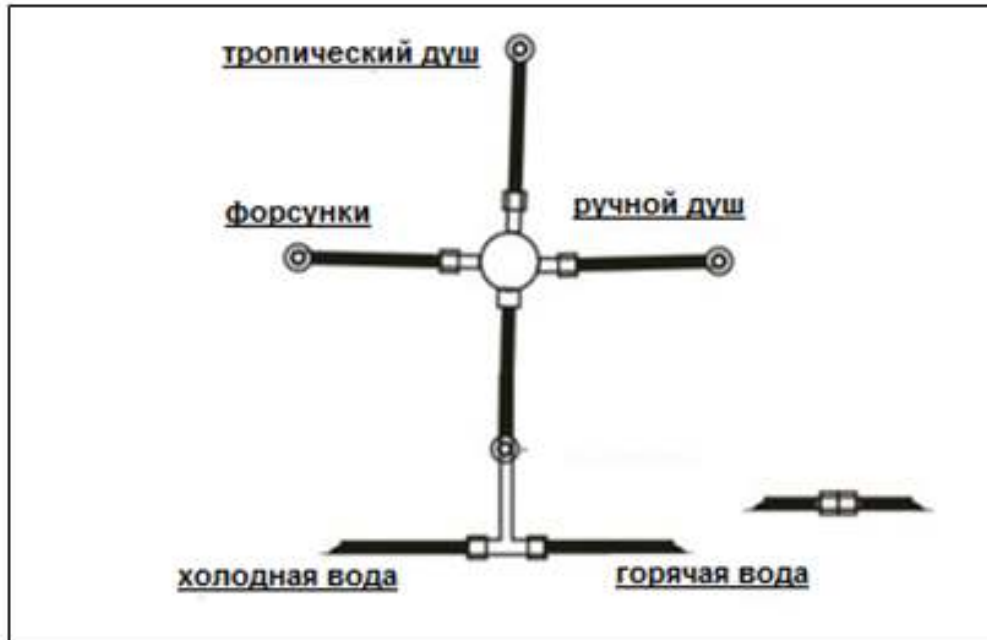 тропический душ
форсунки
ручной душ
холодная вода
горячая вода